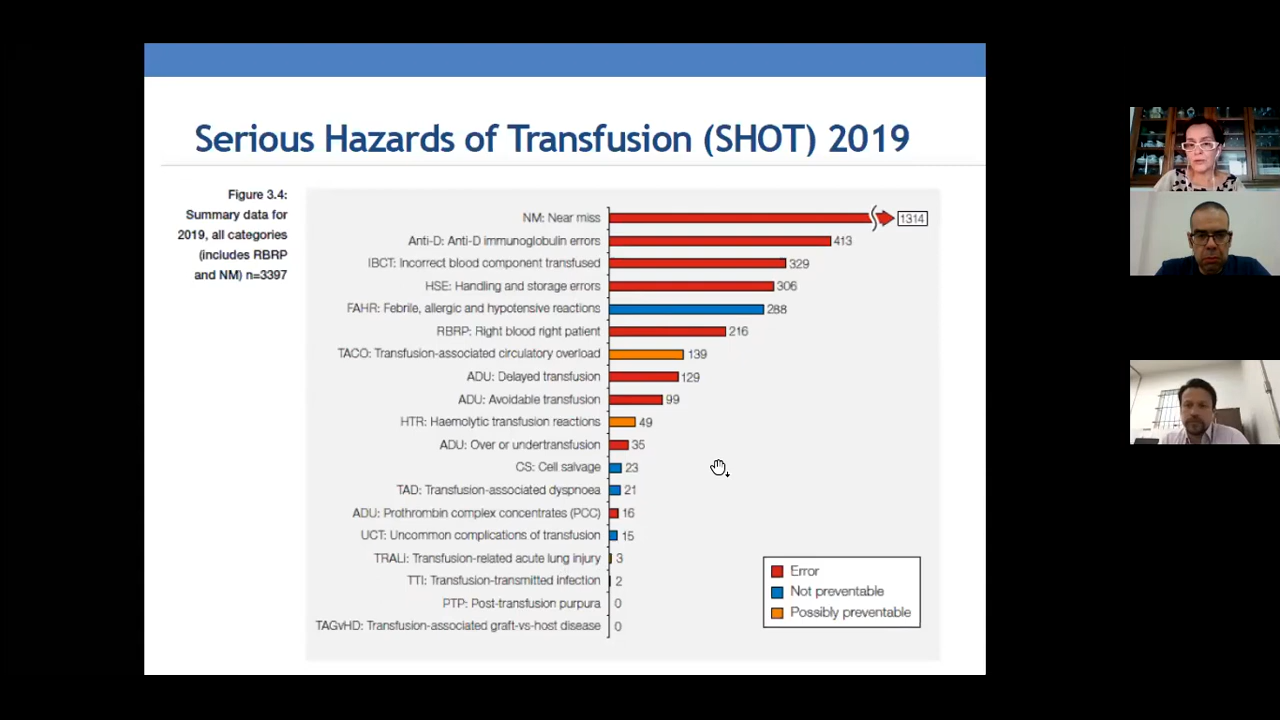 Serious Hazards of Transfusion (SHOT) 2019
Figure 3.4:
Summary data for
2019, all categories
(includes RBRP
and NM) n=3397
NM: Near miss 1314
Anti-D: Anti-D immunoglobulin errors 413
IBCT: Incorrect blood component transfused 329
HSE: Handling and storage errors 306
FAHR: Febrile, allergic and hypotensive reactions 288
RBRP: Right blood right patient 216
TACO: Transfusion-associated circulatory overload 139
ADU: Delayed transfusion 129
ADU: Avoidable transfusion 99
HTR: Haemolytic transfusion reactions 49
ADU: Over or undertransfusion 35
CS: Cell salvage 23
TAD: Transfusion-associated dyspnoea 21
ADU: Prothrombin complex concentrates (PCC) 16
UCT: Uncommon complications of transfusion 15
TRALI: Transfusion-related acute lung injury 3
TTI: Transfusion-transmitted infection 2
PTP: Post-transfusion purpura 0
TAGvHD: Transfusion-associated graft-vs-host disease 0
Error
Not preventable
Possibly preventable